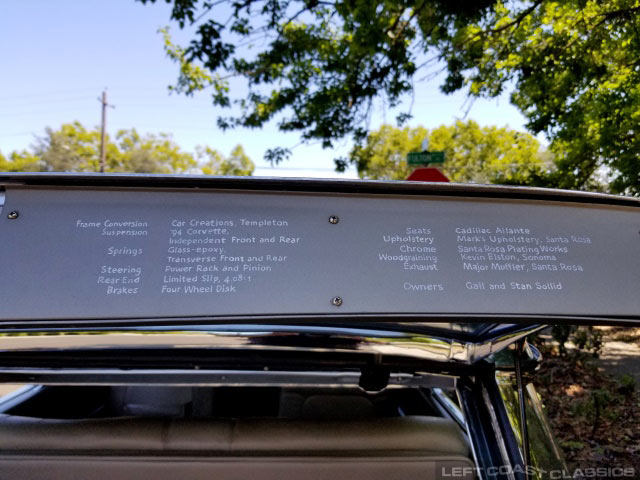 FULTON
Frame Conversion Car Creations, Templeton
Suspension '94 Corvette,
Independent Front and Rear
Springs Glass-epoxy,
Transverse Front and Rear
Steering Power Rack and Pinion
Rear End Limited Slip, 4.08-1
Brakes Four Wheel Disk
Seats Cadillac Allante
Upholstery Mark's Upholstery, Santa Rosa
Chrome Santa Rosa Plating Works
Woodgraining Kevin Elston, Sonoma
Exhaust Major Muffler, Santa Rosa
Owners Gail and Stan Sollid
LEFT COAST CLASSICS